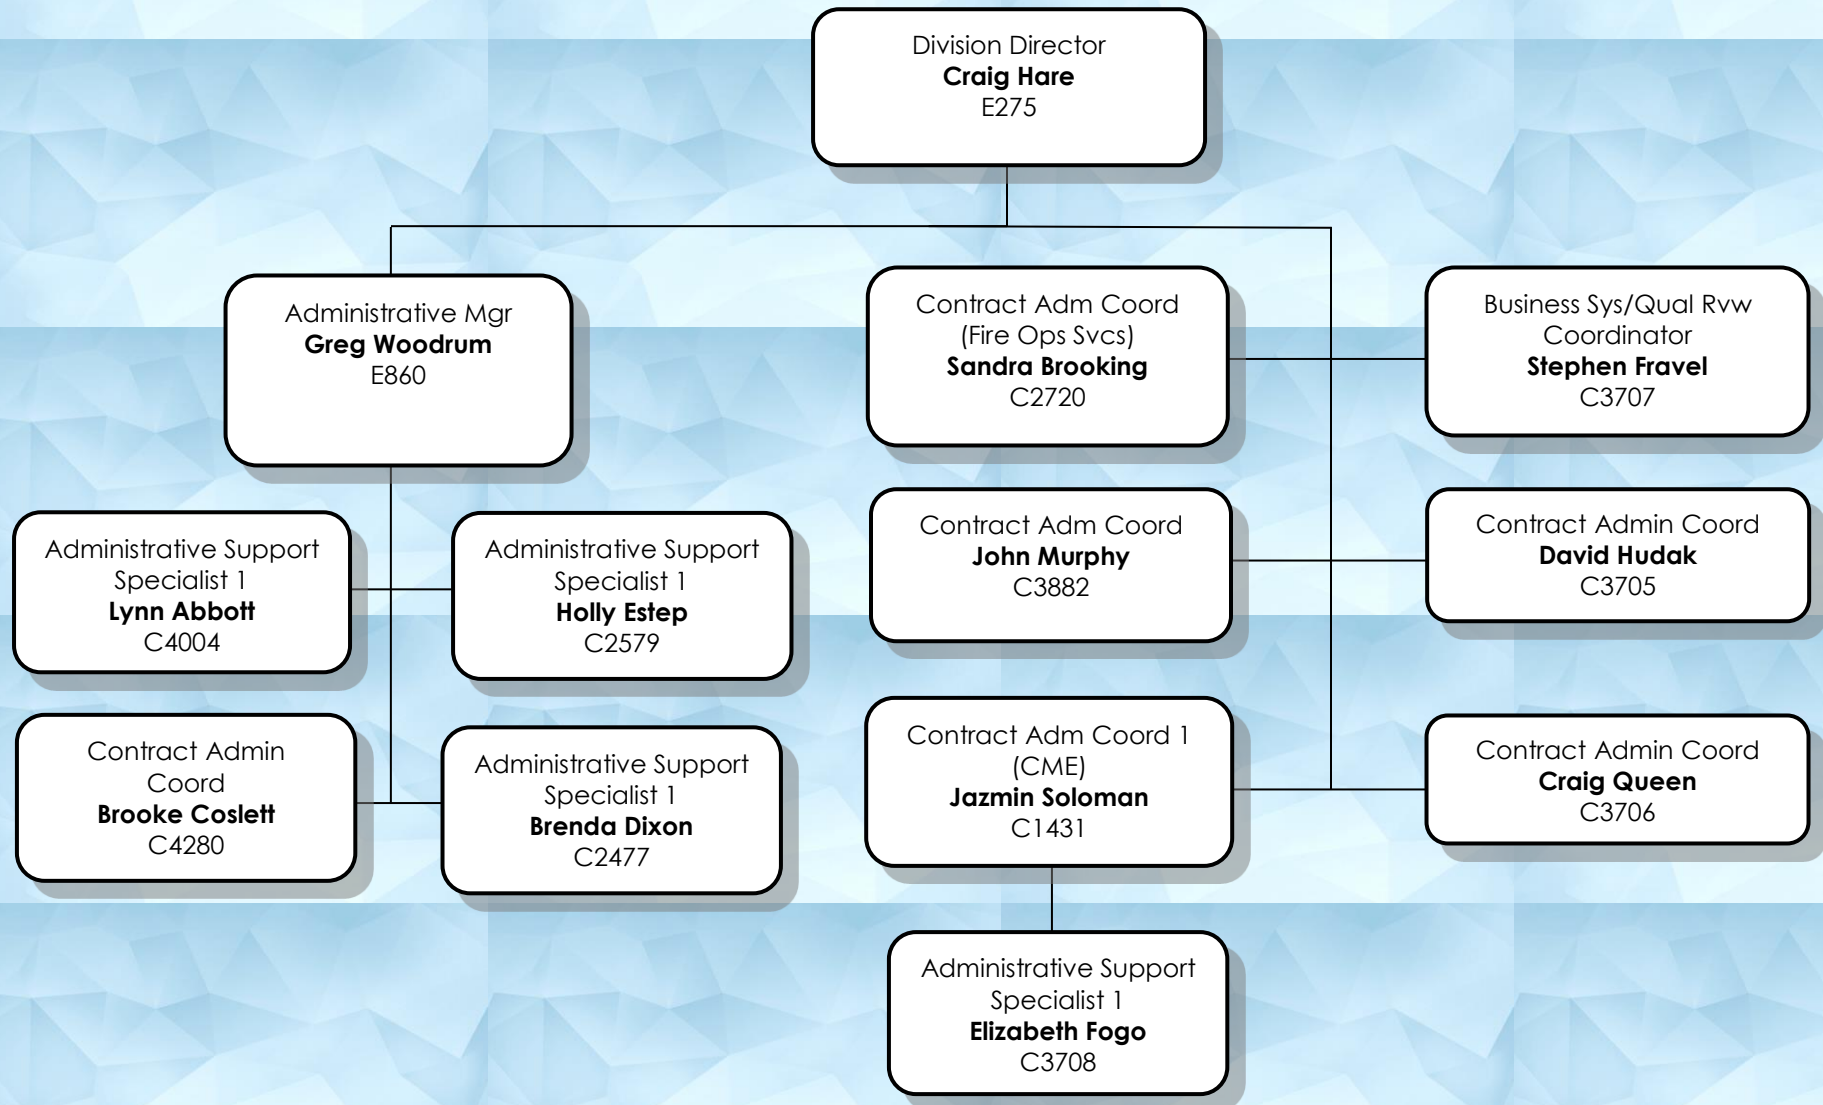 Division Director
Craig Hare
E275
Administrative Mgr
Greg Woodrum
E860
Contract Adm Coord
(Fire Ops Svcs)
Sandra Brooking
C2720
Business Sys/Qual Rvw
Coordinator
Stephen Fravel
C3707
Administrative Support
Specialist 1
Lynn Abbott
C4004
Administrative Support
Specialist 1
Holly Estep
C2579
Contract Adm Coord
John Murphy
C3882
Contract Admin Coord
David Hudak
C3705
Contract Admin
Coord
Brooke Coslett
C4280
Administrative Support
Specialist 1
Brenda Dixon
C2477
Contract Adm Coord 1
(CME)
Jazmin Soloman
C1431
Contract Admin Coord
Craig Queen
C3706
Administrative Support
Specialist 1
Elizabeth Fogo
C3708